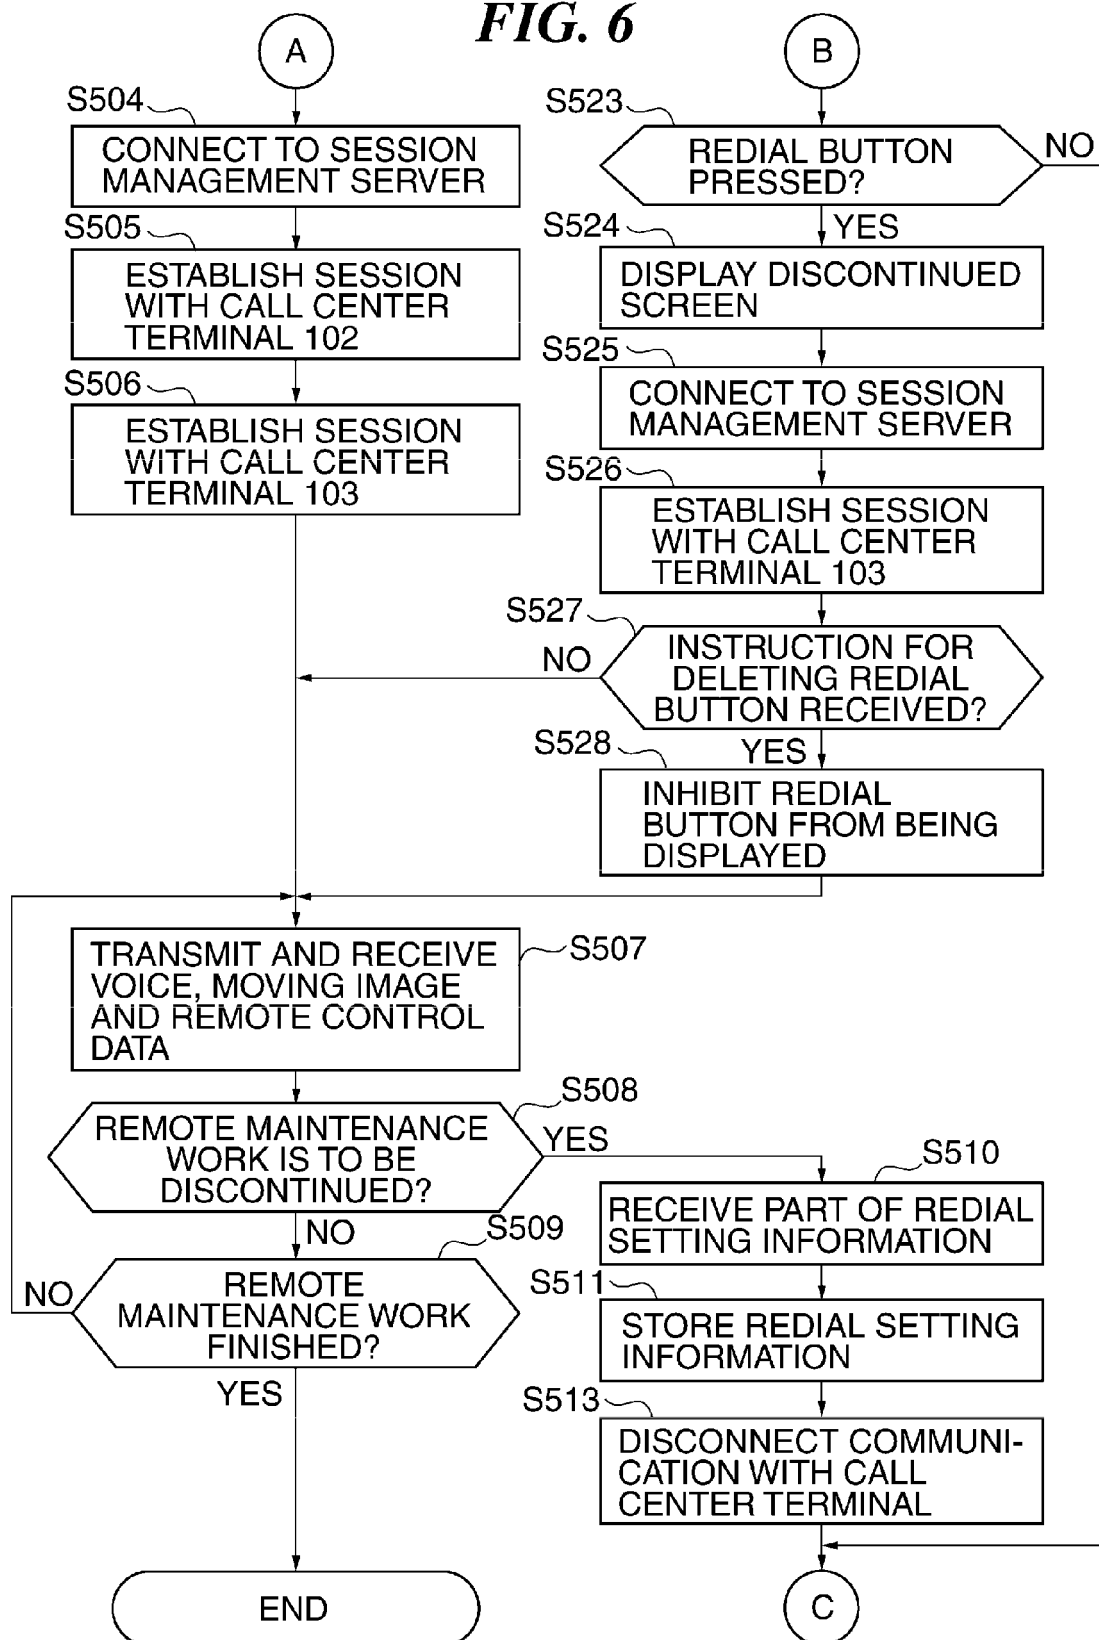 FIG. 6
A
S504
CONNECT TO SESSION
MANAGEMENT SERVER
S505
ESTABLISH SESSION
WITH CALL CENTER
TERMINAL 102
S506
ESTABLISH SESSION
WITH CALL CENTER
TERMINAL 103
B
S523
REDIAL BUTTON
PRESSED?
NO
YES
S524
DISPLAY DISCONTINUED
SCREEN
S525
CONNECT TO SESSION
MANAGEMENT SERVER
S526
ESTABLISH SESSION
WITH CALL CENTER
TERMINAL 103
S527
INSTRUCTION FOR
DELETING REDIAL
BUTTON RECEIVED?
NO
YES
S528
INHIBIT REDIAL
BUTTON FROM BEING
DISPLAYED
S507
TRANSMIT AND RECEIVE
VOICE, MOVING IMAGE
AND REMOTE CONTROL
DATA
S508
REMOTE MAINTENANCE
WORK IS TO BE
DISCONTINUED?
YES
NO
S509
REMOTE
MAINTENANCE WORK
FINISHED?
NO
YES
END
S510
RECEIVE PART OF REDIAL
SETTING INFORMATION
S511
STORE REDIAL SETTING
INFORMATION
S513
DISCONNECT COMMUNI-
CATION WITH CALL
CENTER TERMINAL
C